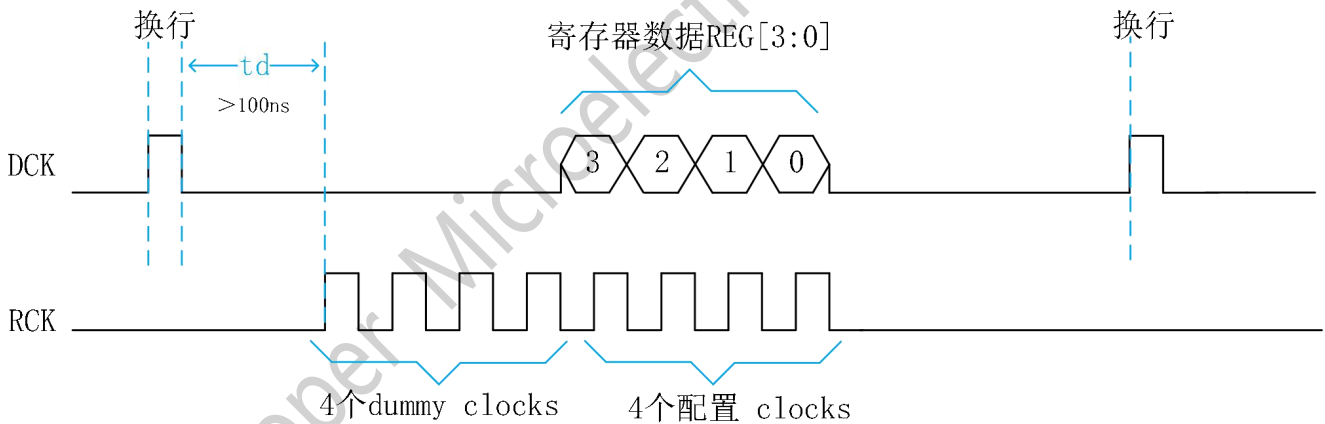 换行
寄存器数据REG[3:0]
换行
td
>100ns
DCK
3 2 1 0
RCK
4个dummy clocks
4个配置 clocks